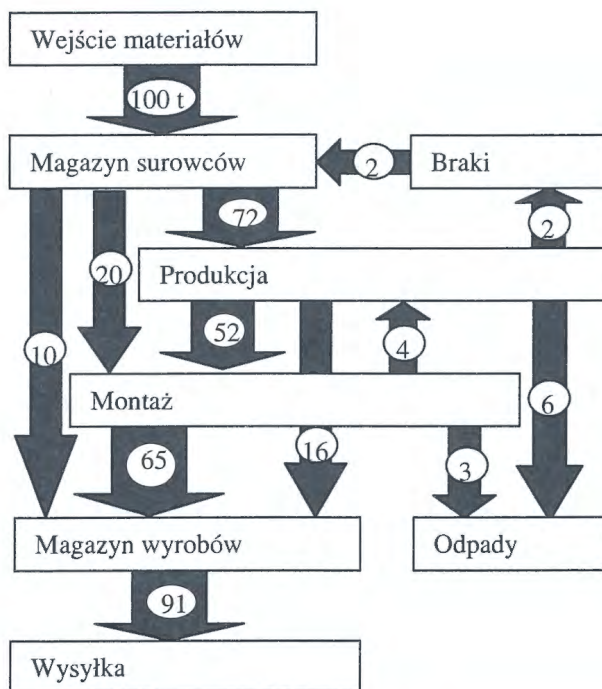 Wejście materiałów
100 t
Magazyn surowców
2
Braki
72
2
20
Produkcja
52
4
10
6
Montaż
65
16
3
Magazyn wyrobów
Odpady
91
Wysyłka